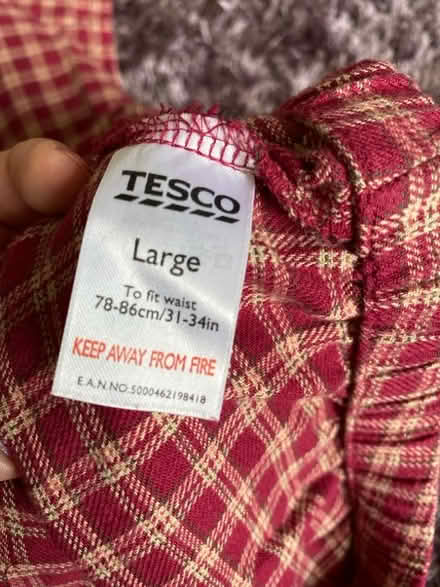 TESCO
Large
To fit waist
78-86cm/31-34in
KEEP AWAY FROM FIRE
E.A.N.NO:5000462198418